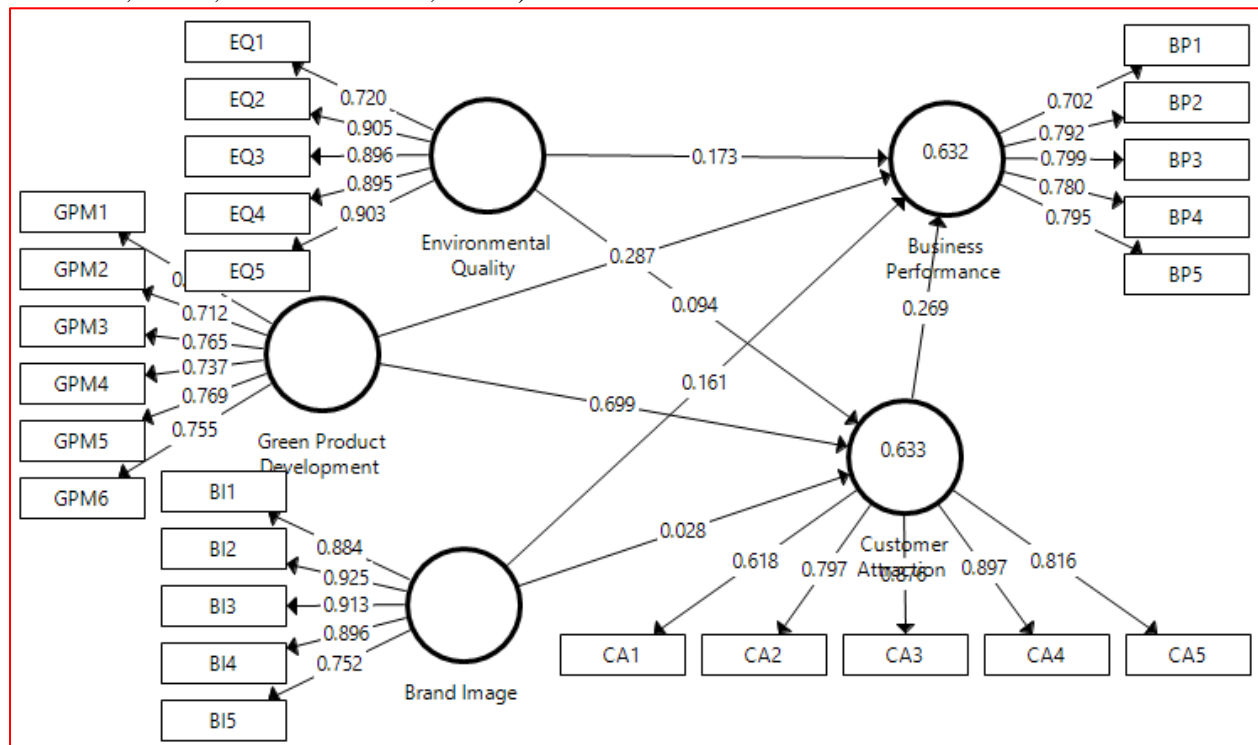 EQ1
EQ2
EQ3
EQ4
EQ5
0.720
0.905
0.896
0.895
0.903
Environmental
Quality
GPM1
GPM2
GPM3
GPM4
GPM5
GPM6
0.712
0.765
0.737
0.769
0.755
Green Product
Development
BI1
BI2
BI3
BI4
BI5
0.884
0.925
0.913
0.896
0.752
Brand Image
0.173
0.287
0.094
0.161
0.699
0.028
0.269
0.632
Business
Performance
0.702
0.792
0.799
0.780
0.795
BP1
BP2
BP3
BP4
BP5
0.633
Customer
Attraction
0.618
0.797
0.876
0.897
0.816
CA1
CA2
CA3
CA4
CA5